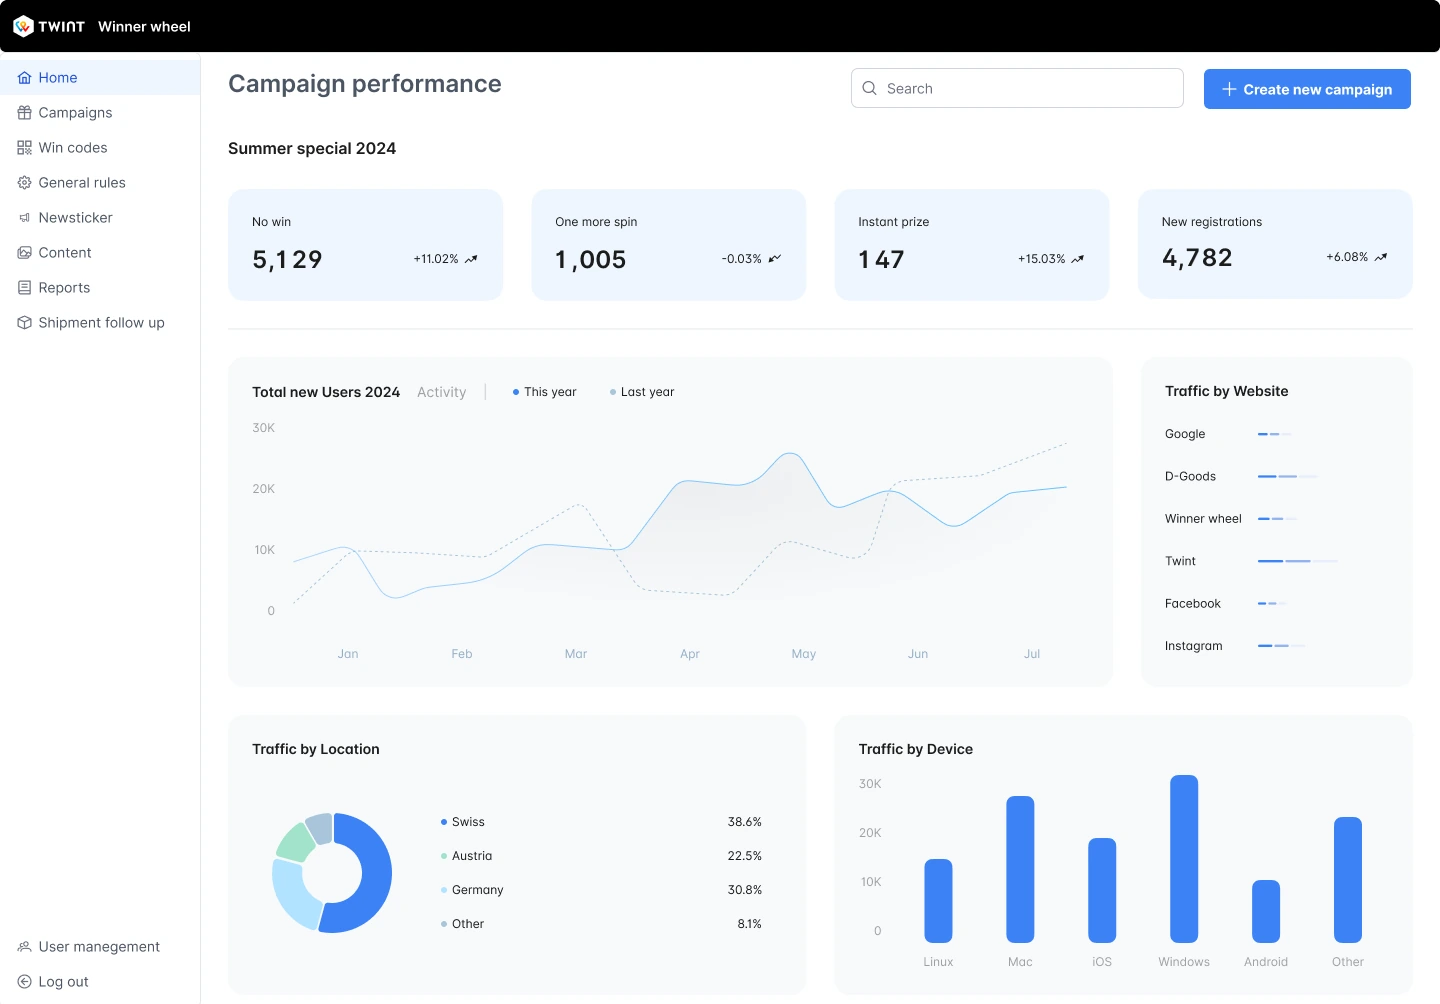 TWINT Winner wheel
Home
Campaigns
Win codes
General rules
Newsticker
Content
Reports
Shipment follow up
User manegement
Log out
Campaign performance
Search
Create new campaign
Summer special 2024
No win
5,129 +11.02%
One more spin
1,005 -0.03%
Instant prize
147 +15.03%
New registrations
4,782 +6.08%
Total new Users 2024 Activity This year Last year
30K
20K
10K
0
Jan Feb Mar Apr May Jun Jul
Traffic by Website
Google
D-Goods
Winner wheel
Twint
Facebook
Instagram
Traffic by Location
Swiss 38.6%
Austria 22.5%
Germany 30.8%
Other 8.1%
Traffic by Device
30K
20K
10K
0
Linux Mac iOS Windows Android Other